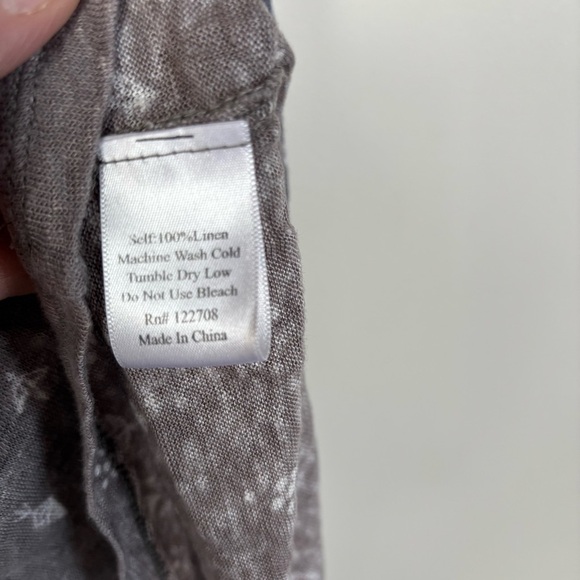 Self:100%Linen
Machine Wash Cold
Tumble Dry Low
Do Not Use Bleach
Rn# 122708
Made In China